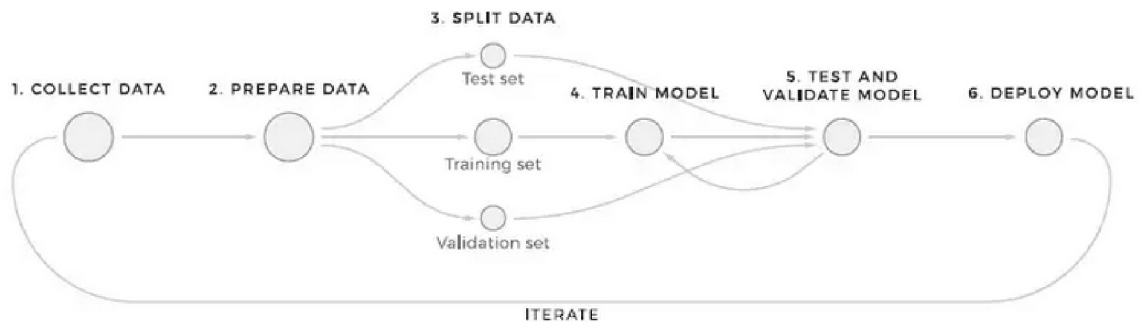 3. SPLIT DATA
Test set
1. COLLECT DATA
2. PREPARE DATA
4. TRAIN MODEL
5. TEST AND
VALIDATE MODEL
6. DEPLOY MODEL
Training set
Validation set
ITERATE